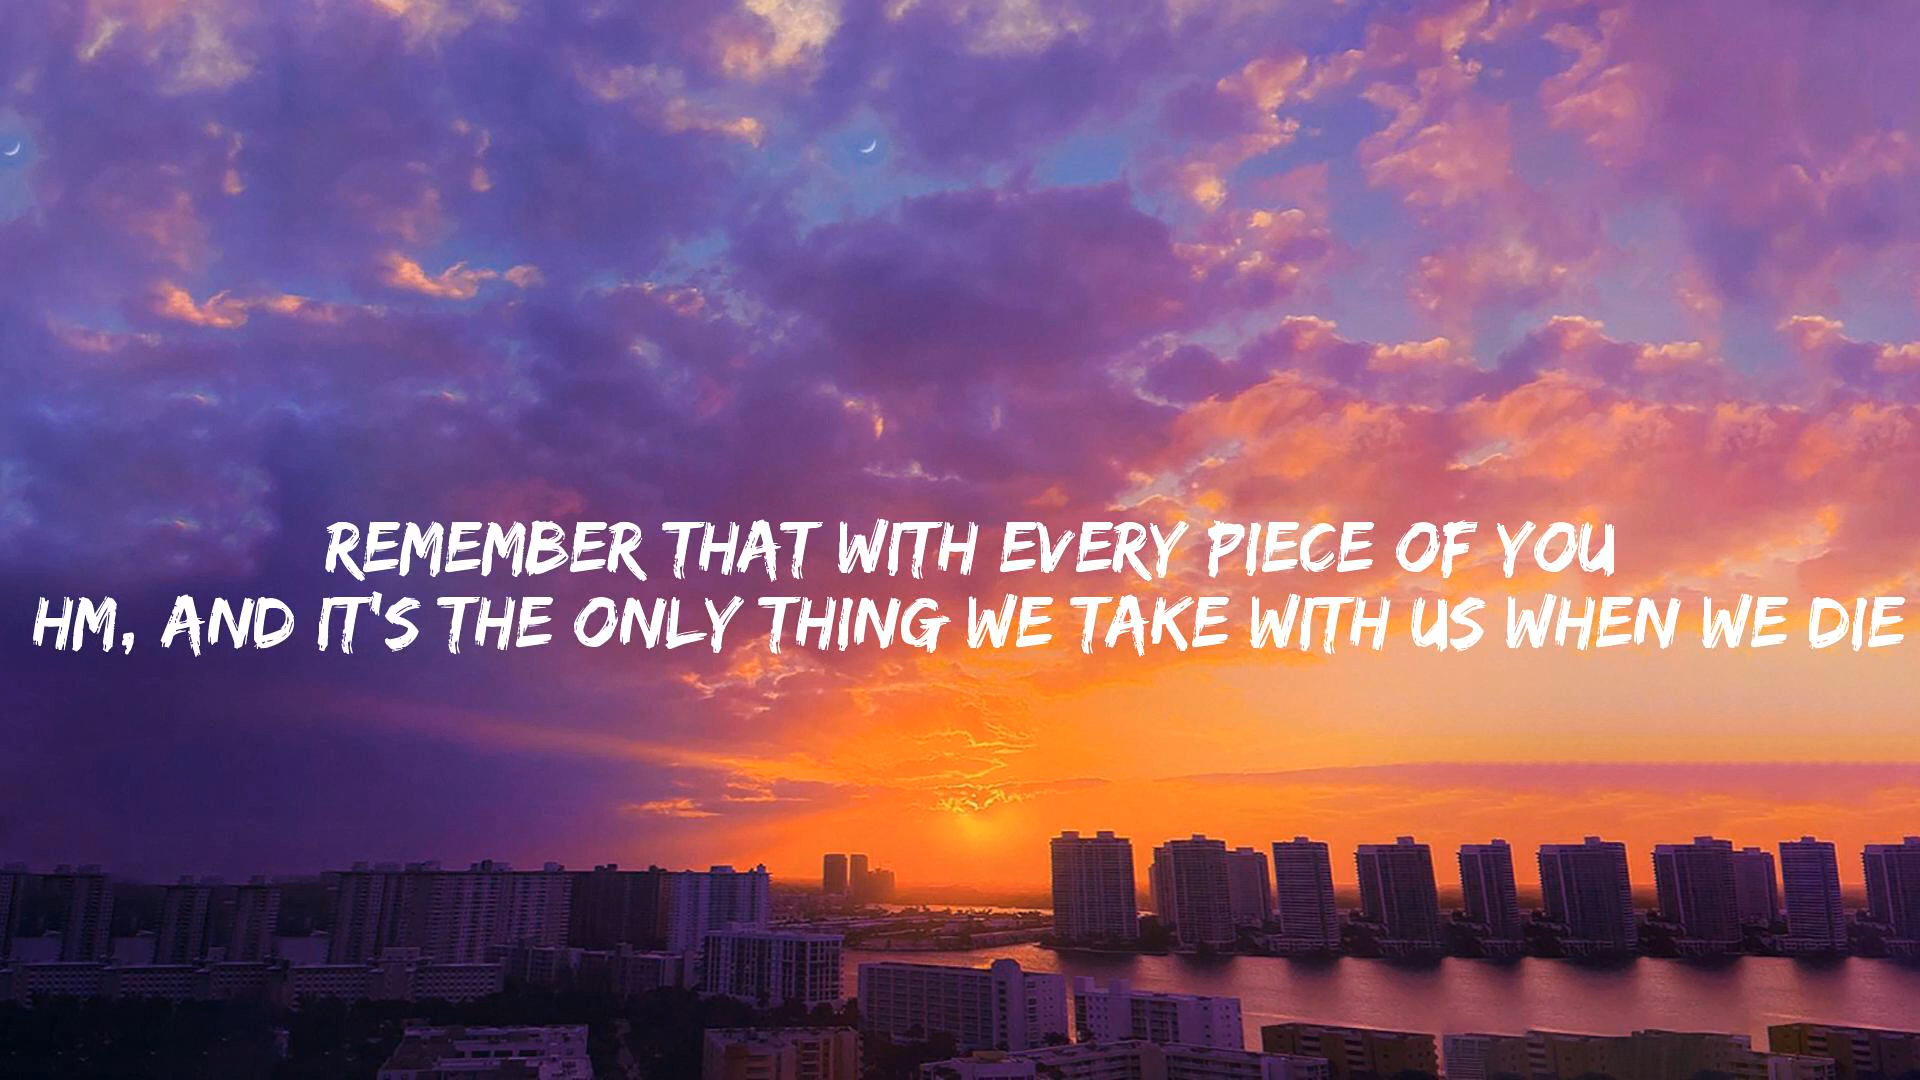 REMEMBER THAT WITH EVERY PIECE OF YOU
HM, AND IT'S THE ONLY THING WE TAKE WITH US WHEN WE DIE